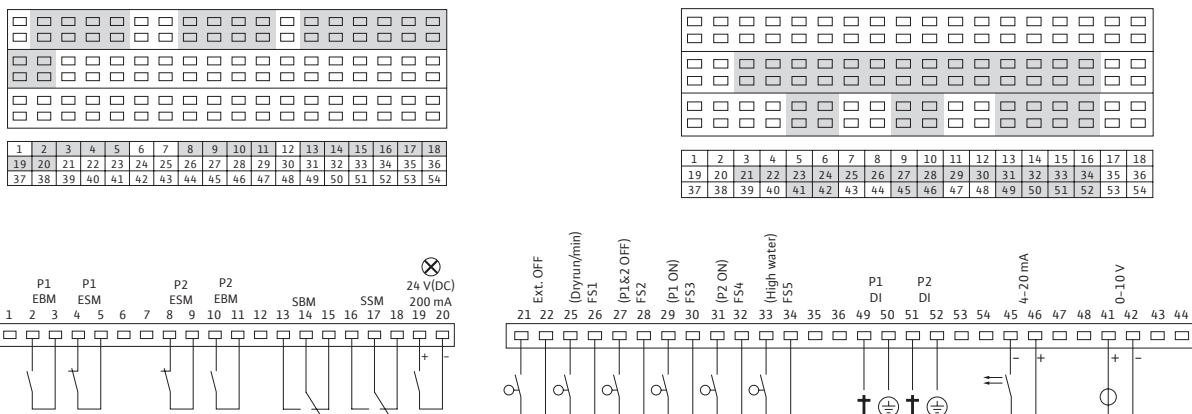 1 2 3 4 5 6 7 8 9 10 11 12 13 14 15 16 17 18
19 20 21 22 23 24 25 26 27 28 29 30 31 32 33 34 35 36
37 38 39 40 41 42 43 44 45 46 47 48 49 50 51 52 53 54
1 2 3 4 5 6 7 8 9 10 11 12 13 14 15 16 17 18
19 20 21 22 23 24 25 26 27 28 29 30 31 32 33 34 35 36
37 38 39 40 41 42 43 44 45 46 47 48 49 50 51 52 53 54
P1 EBM
P1 ESM
P2 ESM
P2 EBM
SBM
SSM
24 V(DC)
200 mA
1 2 3 4 5 6 7 8 9 10 11 12 13 14 15 16 17 18 19 20
+ -
Ext. OFF
(Dryrun/min)
FS1
(P1&2 OFF)
FS2
(P1 ON)
FS3
(P2 ON)
FS4
(High water)
FS5
P1 DI
P2 DI
4-20 mA
0-10 V
21 22 25 26 27 28 29 30 31 32 33 34 35 36 49 50 51 52 53 54 45 46 47 48 41 42 43 44
- +
+ -